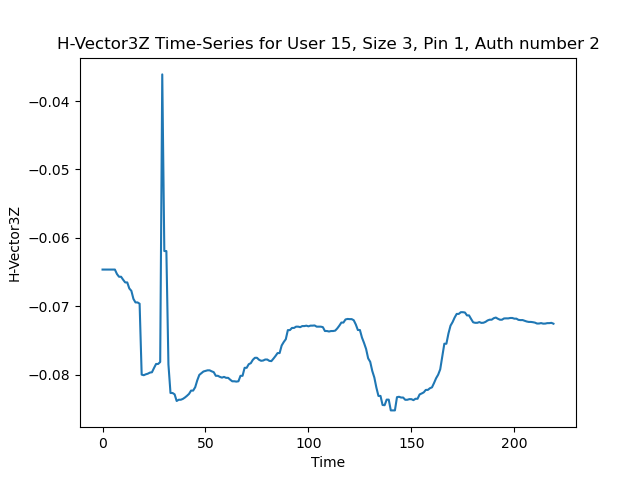 H-Vector3Z Time-Series for User 15, Size 3, Pin 1, Auth number 2
−0.04
−0.05
−0.06
−0.07
−0.08
H-Vector3Z
0 50 100 150 200
Time